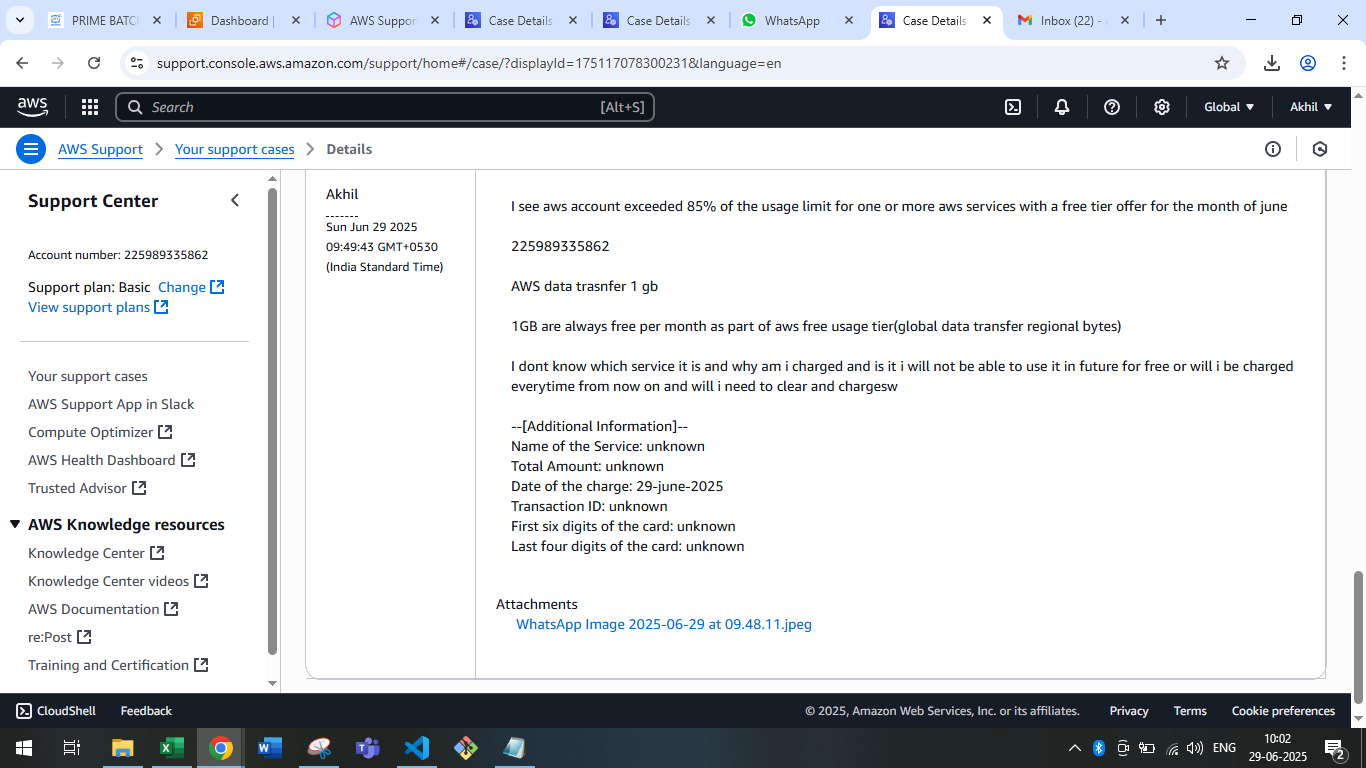 PRIME BATCH
Dashboard |
AWS Support
Case Details
Case Details
WhatsApp
Case Details
Inbox (22) -
support.console.aws.amazon.com/support/home#/case/?displayId=175117078300231&language=en
aws
Search
[Alt+S]
Global
Akhil
AWS Support
Your support cases
Details
Support Center
Account number: 225989335862
Support plan: Basic Change
View support plans
Your support cases
AWS Support App in Slack
Compute Optimizer
AWS Health Dashboard
Trusted Advisor
AWS Knowledge resources
Knowledge Center
Knowledge Center videos
AWS Documentation
re:Post
Training and Certification
Akhil
-------
Sun Jun 29 2025
09:49:43 GMT+0530
(India Standard Time)
I see aws account exceeded 85% of the usage limit for one or more aws services with a free tier offer for the month of june
225989335862
AWS data trasnfer 1 gb
1GB are always free per month as part of aws free usage tier(global data transfer regional bytes)
I dont know which service it is and why am i charged and is it i will not be able to use it in future for free or will i be charged
everytime from now on and will i need to clear and chargesw
--[Additional Information]--
Name of the Service: unknown
Total Amount: unknown
Date of the charge: 29-june-2025
Transaction ID: unknown
First six digits of the card: unknown
Last four digits of the card: unknown
Attachments
WhatsApp Image 2025-06-29 at 09.48.11.jpeg
CloudShell
Feedback
© 2025, Amazon Web Services, Inc. or its affiliates.
Privacy
Terms
Cookie preferences
ENG
10:02
29-06-2025
2